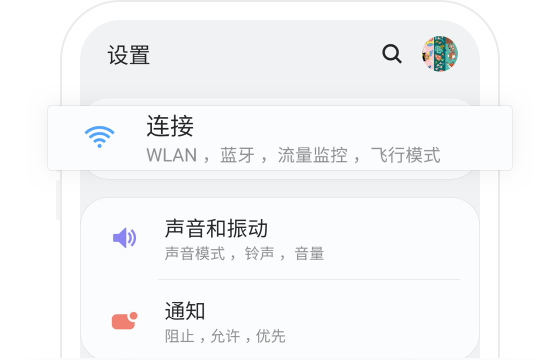 设置
连接
WLAN ，蓝牙 ，流量监控 ，飞行模式
声音和振动
声音模式 ，铃声 ，音量
通知
阻止 ，允许 ，优先